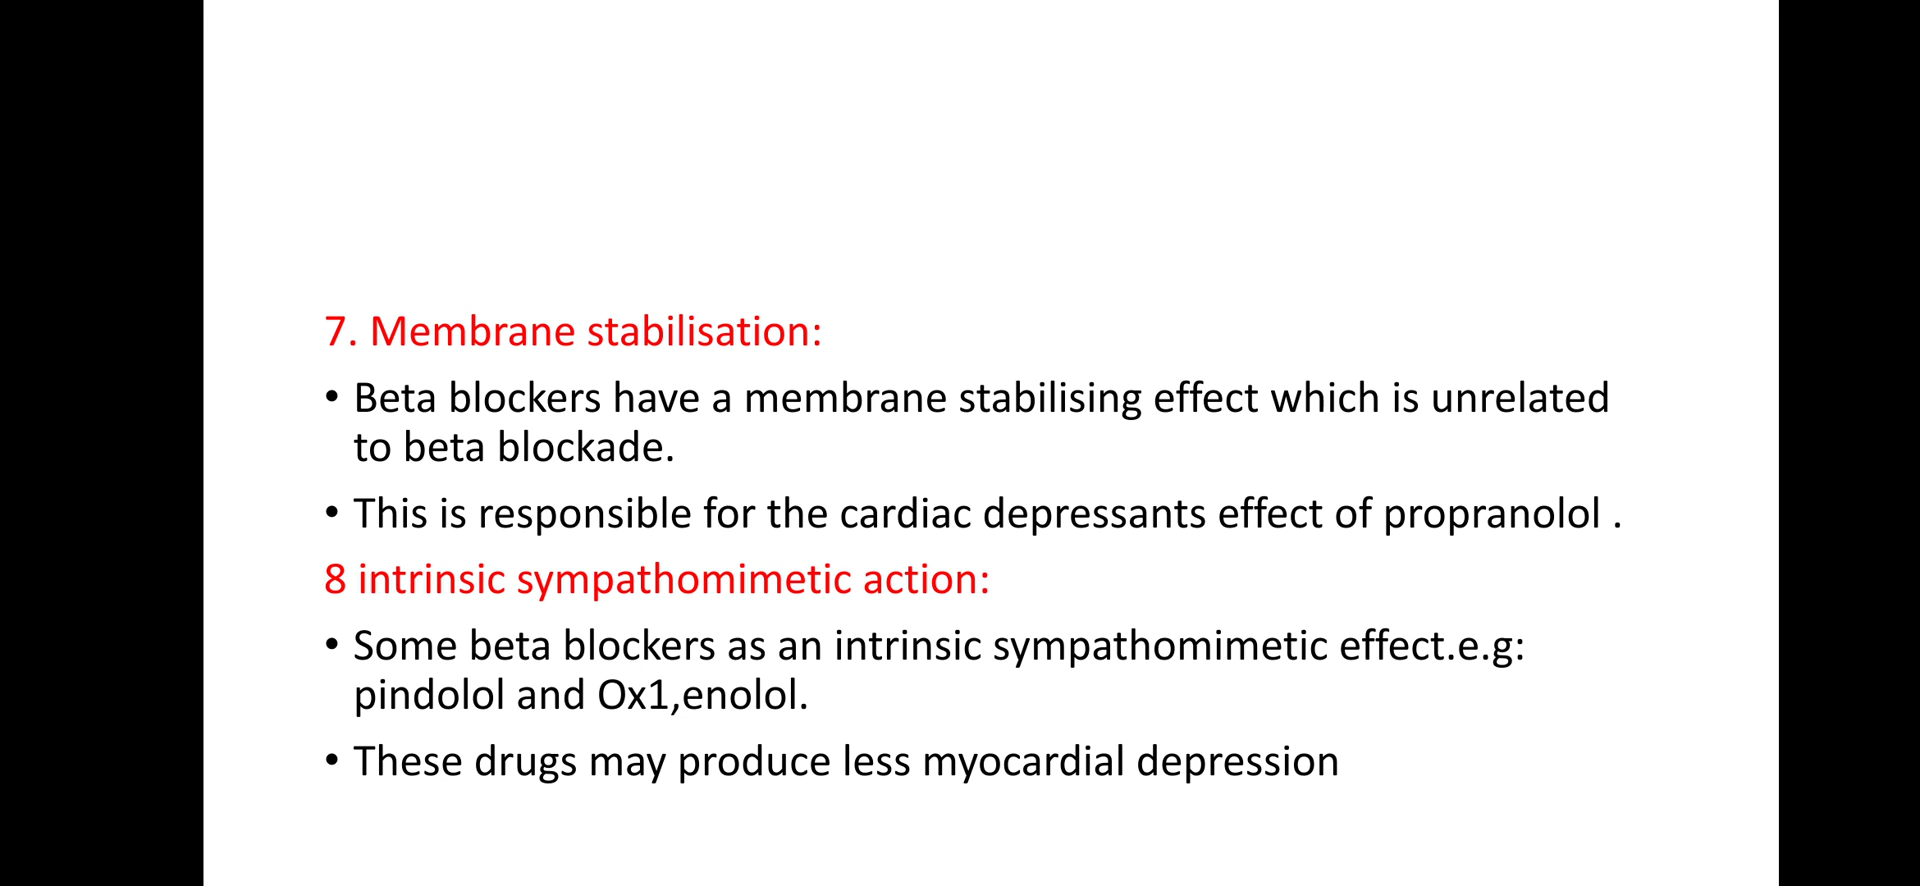 7. Membrane stabilisation:
• Beta blockers have a membrane stabilising effect which is unrelated
to beta blockade.
• This is responsible for the cardiac depressants effect of propranolol .
8 intrinsic sympathomimetic action:
• Some beta blockers as an intrinsic sympathomimetic effect.e.g:
pindolol and Ox1,enolol.
• These drugs may produce less myocardial depression